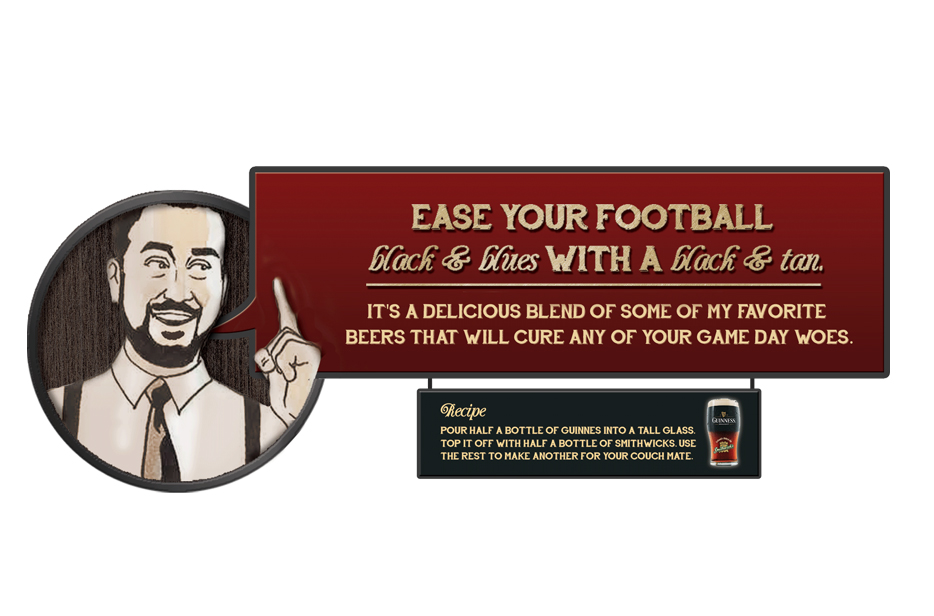 EASE YOUR FOOTBALL
black & blues WITH A black & tan.
IT'S A DELICIOUS BLEND OF SOME OF MY FAVORITE
BEERS THAT WILL CURE ANY OF YOUR GAME DAY WOES.
Recipe
POUR HALF A BOTTLE OF GUINNES INTO A TALL GLASS.
TOP IT OFF WITH HALF A BOTTLE OF SMITHWICKS. USE
THE REST TO MAKE ANOTHER FOR YOUR COUCH MATE.
GUINNESS